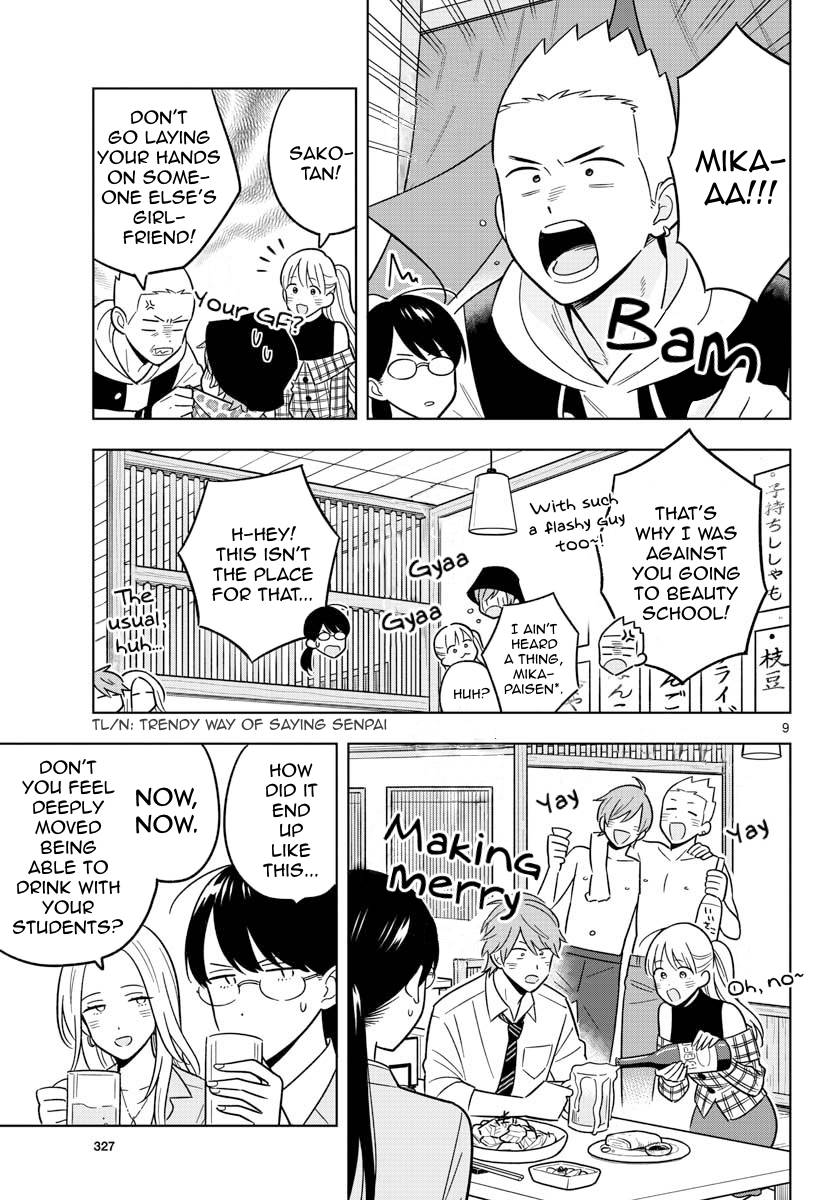 MIKA-
AA!!!
Bam
SAKO-
TAN!
DON'T
GO LAYING
YOUR HANDS
ON SOME-
ONE ELSE'S
GIRL-
FRIEND!
Your GF?
THAT'S
WHY I WAS
AGAINST
YOU GOING
TO BEAUTY
SCHOOL!
With such
a flashy guy
too~!
Gyaa
Gyaa
I AIN'T
HEARD
A THING,
MIKA-
PAISEN*.
HUH?
H-HEY!
THIS ISN'T
THE PLACE
FOR THAT...
The
usual,
huh...
・子持ちししゃも
・枝豆
TL/N: TRENDY WAY OF SAYING SENPAI
9
Yay
Yay
Making
merry
Oh, no~
HOW
DID IT
END UP
LIKE
THIS...
NOW,
NOW.
DON'T
YOU FEEL
DEEPLY
MOVED
BEING
ABLE TO
DRINK WITH
YOUR
STUDENTS?
327